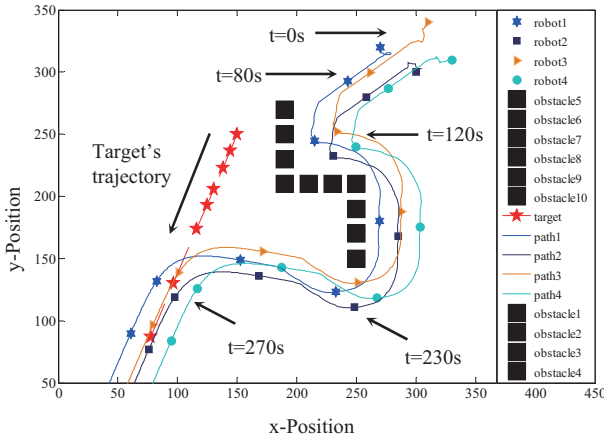 350
300
250
200
150
100
50
0
50
100
150
200
250
300
350
400
450
y-Position
x-Position
t=0s
t=80s
t=120s
Target's
trajectory
t=270s
t=230s
robot1
robot2
robot3
robot4
obstacle5
obstacle6
obstacle7
obstacle8
obstacle9
obstacle10
target
path1
path2
path3
path4
obstacle1
obstacle2
obstacle3
obstacle4